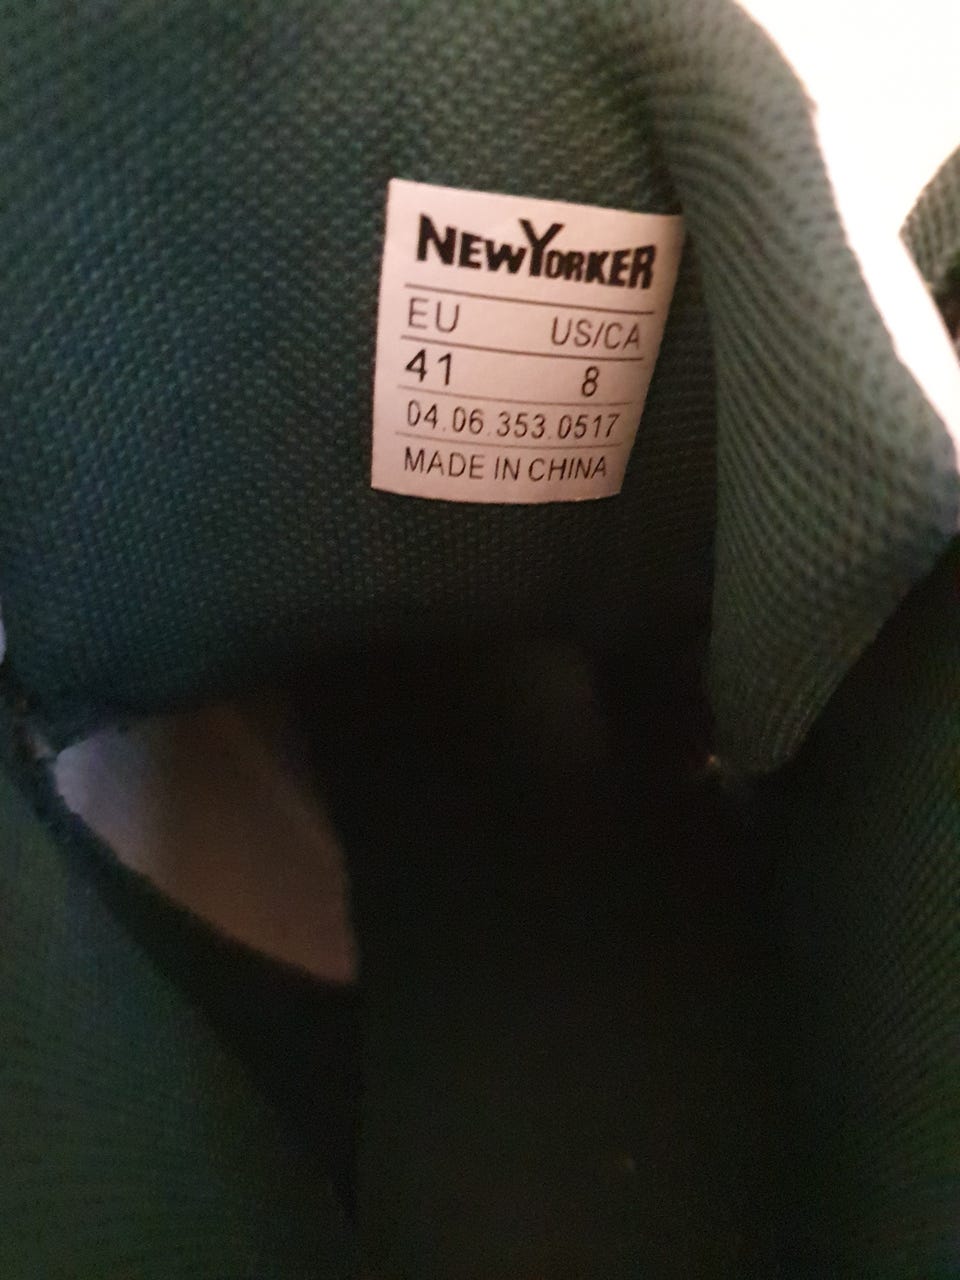 NEWYORKER
EU US/CA
41 8
04.06.353.0517
MADE IN CHINA